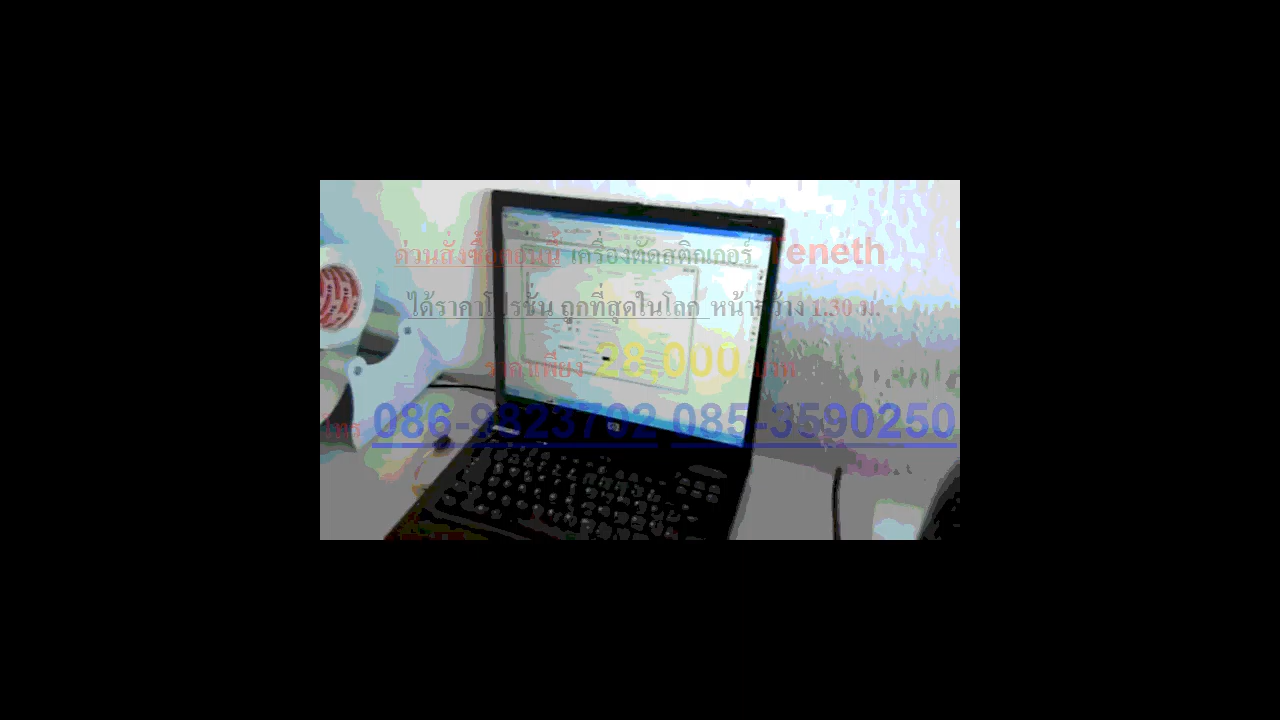 ด่วนสั่งซื้อตอนนี้ เครื่องตัดสติกเกอร์ Teneth
ได้ราคาโปรชั่น ถูกที่สุดในโลก หน้ากว้าง 1.30 ม.
ราคาเพียง 28,000 บาท
โทร 086-9823702 085-3590250